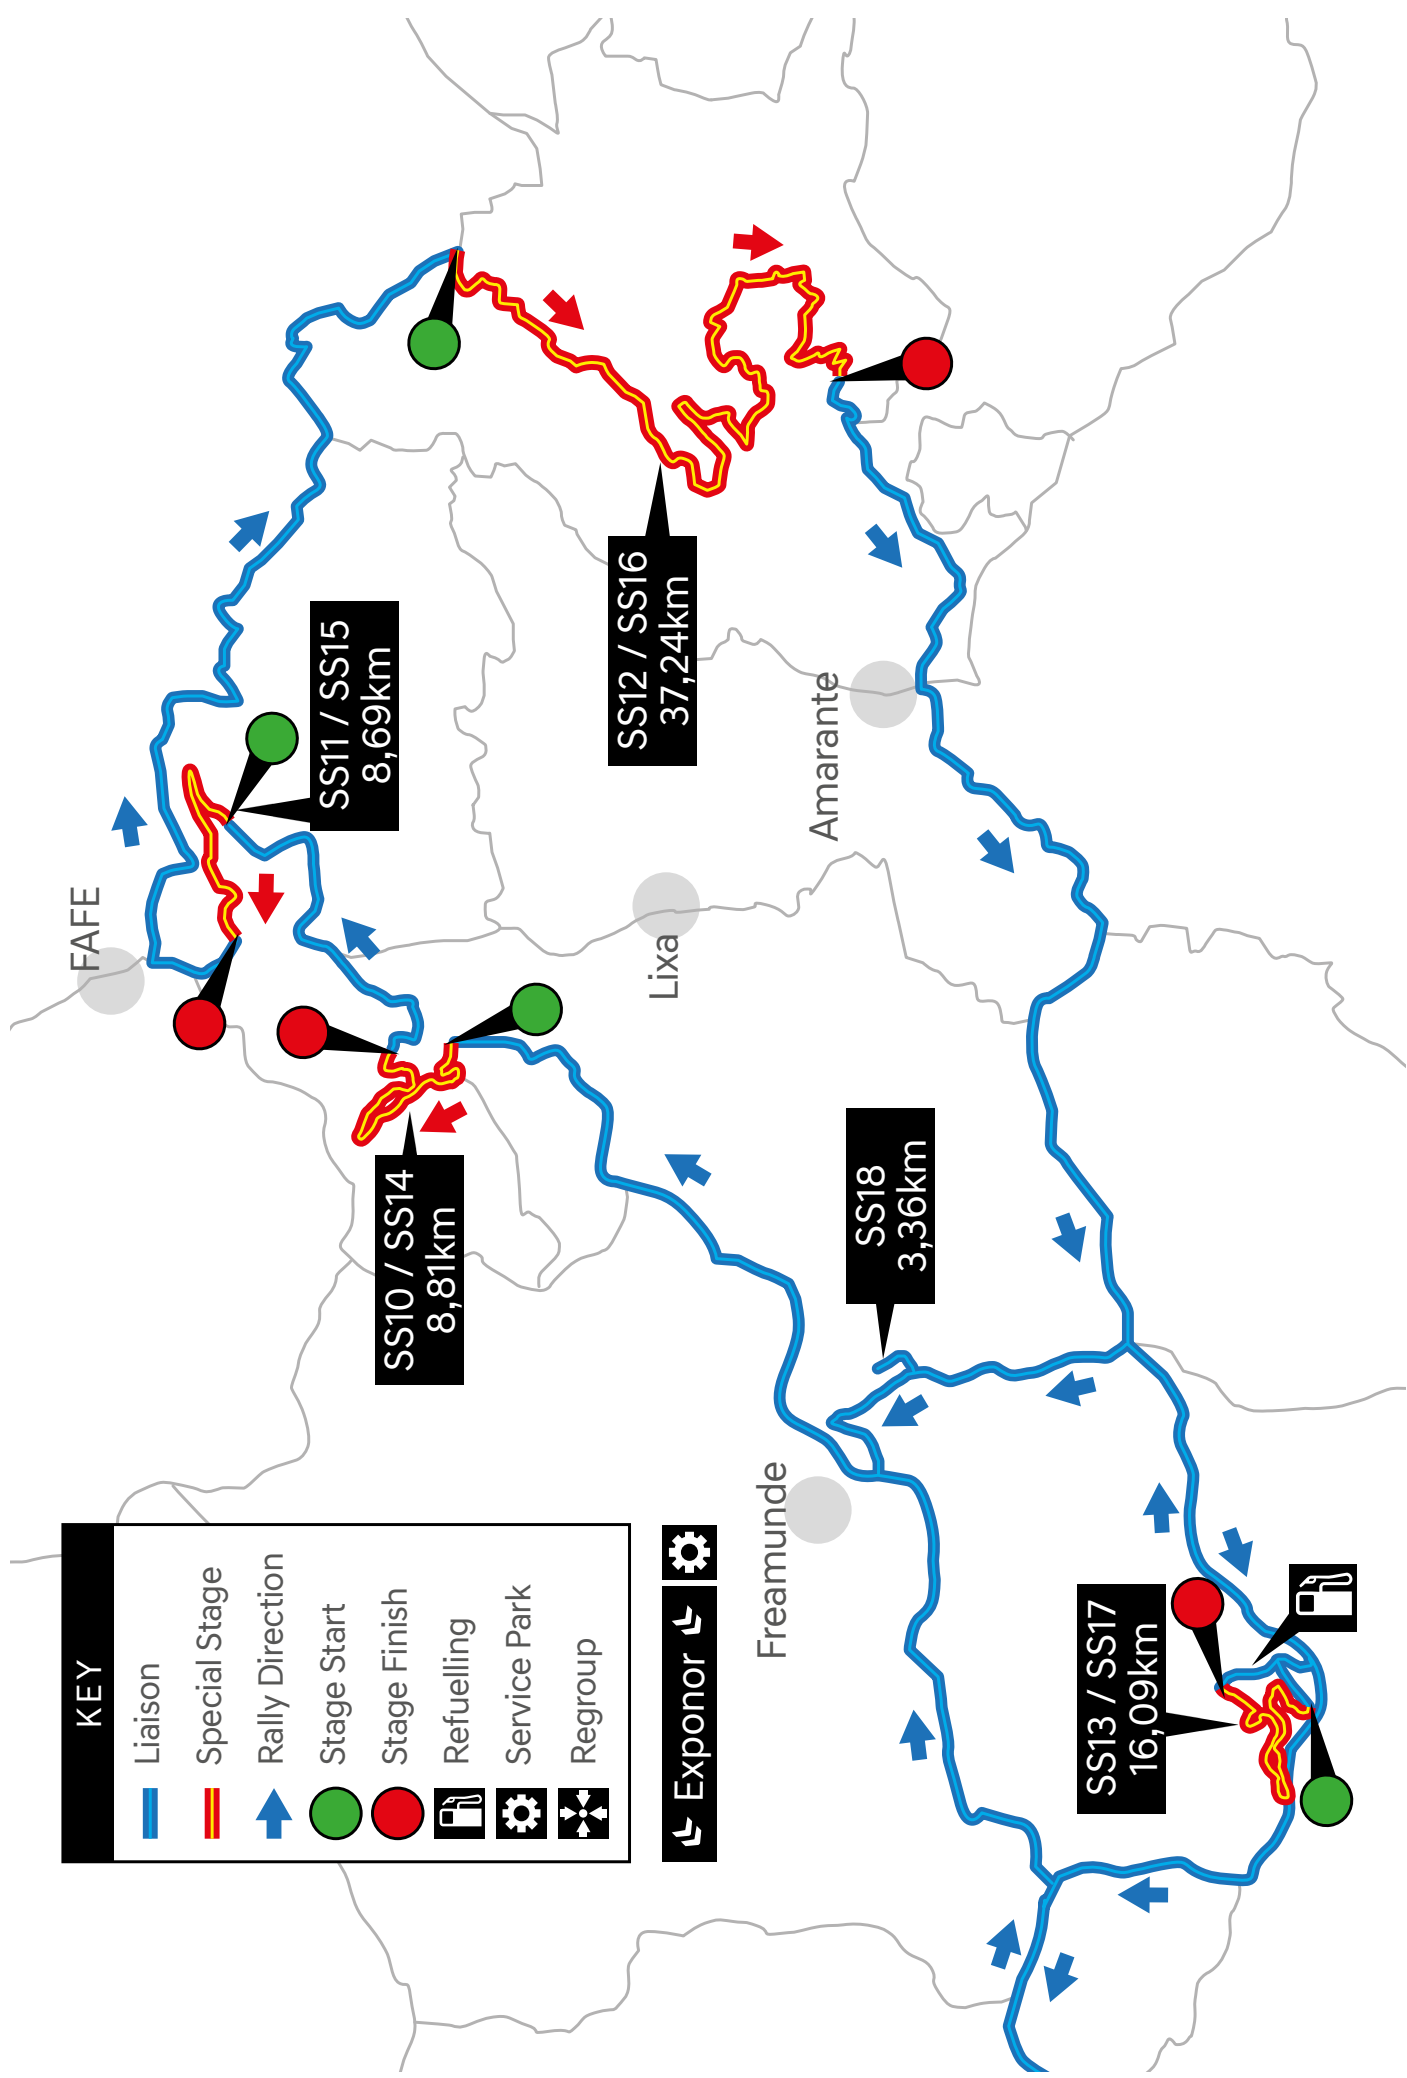 KEY
Liaison
Special Stage
Rally Direction
Stage Start
Stage Finish
Refuelling
Service Park
Regroup
Exponor
FAFE
SS11 / SS15
8,69km
SS10 / SS14
8,81km
SS12 / SS16
37,24km
Lixa
Amarante
Freamunde
SS18
3,36km
SS13 / SS17
16,09km